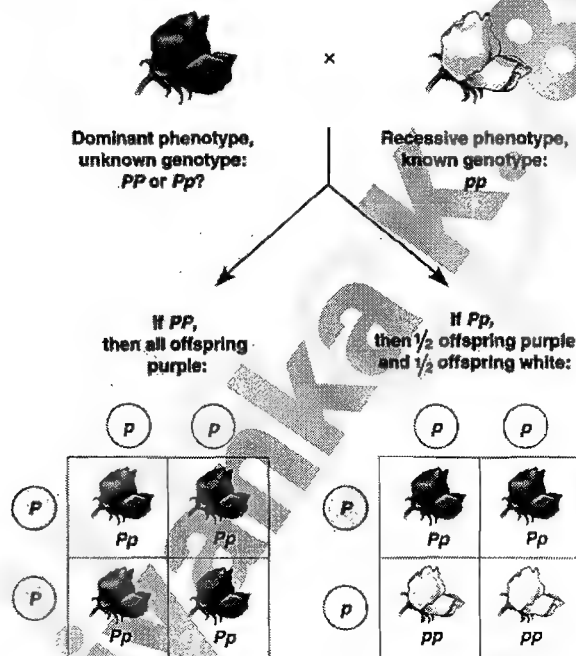 ×
Dominant phenotype,
unknown genotype:
PP or Pp?
Recessive phenotype,
known genotype:
pp
If PP,
then all offspring
purple:
If Pp,
then 1/2 offspring purple
and 1/2 offspring white:
p p
P Pp Pp
P Pp Pp
p p
P Pp Pp
p pp pp